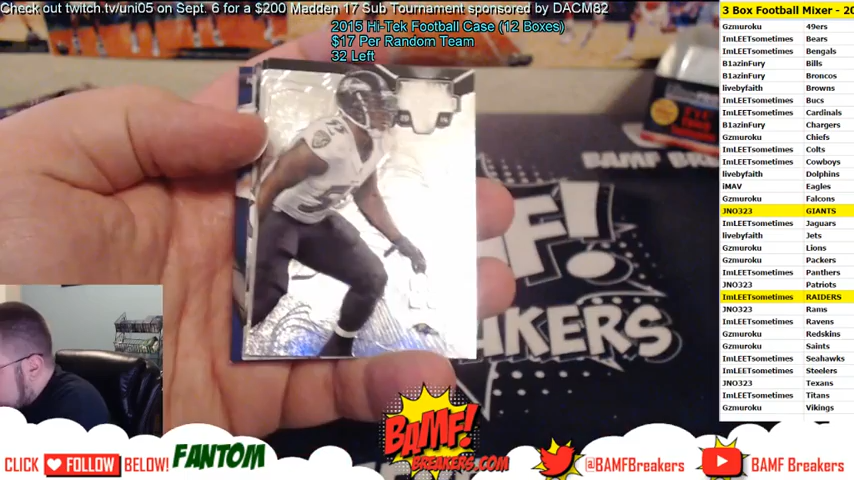 Check out twitch.tv/uni05 on Sept. 6 for a $200 Madden 17 Sub Tournament sponsored by DACM82
2015 Hi-Tek Football Case (12 Boxes)
$17 Per Random Team
32 Left
3 Box Football Mixer - 20
Gzmuroku 49ers
ImLEETsometimes Bears
ImLEETsometimes Bengals
B1azinFury Bills
B1azinFury Broncos
livebyfaith Browns
ImLEETsometimes Bucs
ImLEETsometimes Cardinals
B1azinFury Chargers
Gzmuroku Chiefs
ImLEETsometimes Colts
ImLEETsometimes Cowboys
livebyfaith Dolphins
iMAV Eagles
Gzmuroku Falcons
JNO323 GIANTS
ImLEETsometimes Jaguars
livebyfaith Jets
Gzmuroku Lions
Gzmuroku Packers
ImLEETsometimes Panthers
JNO323 Patriots
ImLEETsometimes RAIDERS
JNO323 Rams
ImLEETsometimes Ravens
Gzmuroku Redskins
Gzmuroku Saints
ImLEETsometimes Seahawks
ImLEETsometimes Steelers
JNO323 Texans
ImLEETsometimes Titans
Gzmuroku Vikings
BAMF BREA
F!
KERS
CLICK FOLLOW BELOW!
FANTOM
BAMF!
BREAKERS.COM
@BAMFBreakers
BAMF Breakers